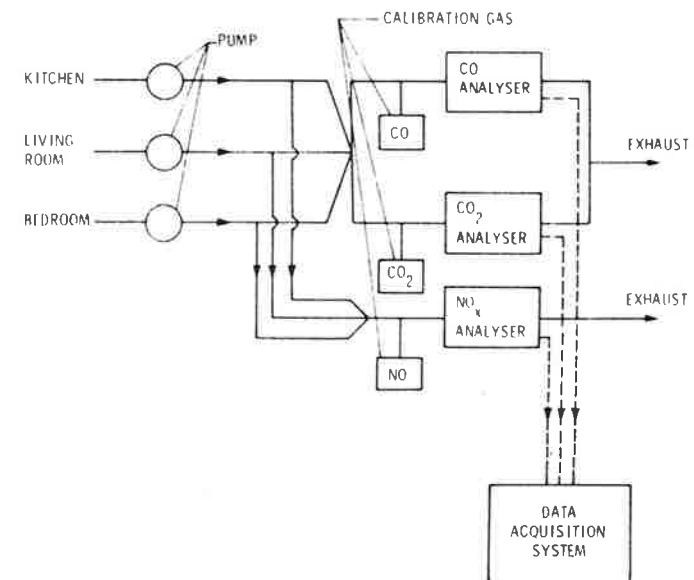 CALIBRATION GAS
PUMP
KITCHEN
LIVING
ROOM
BEDROOM
CO
ANALYSER
CO
EXHAUST
CO2
ANALYSER
CO2
NOx
ANALYSER
EXHAUST
NO
DATA
ACQUISITION
SYSTEM